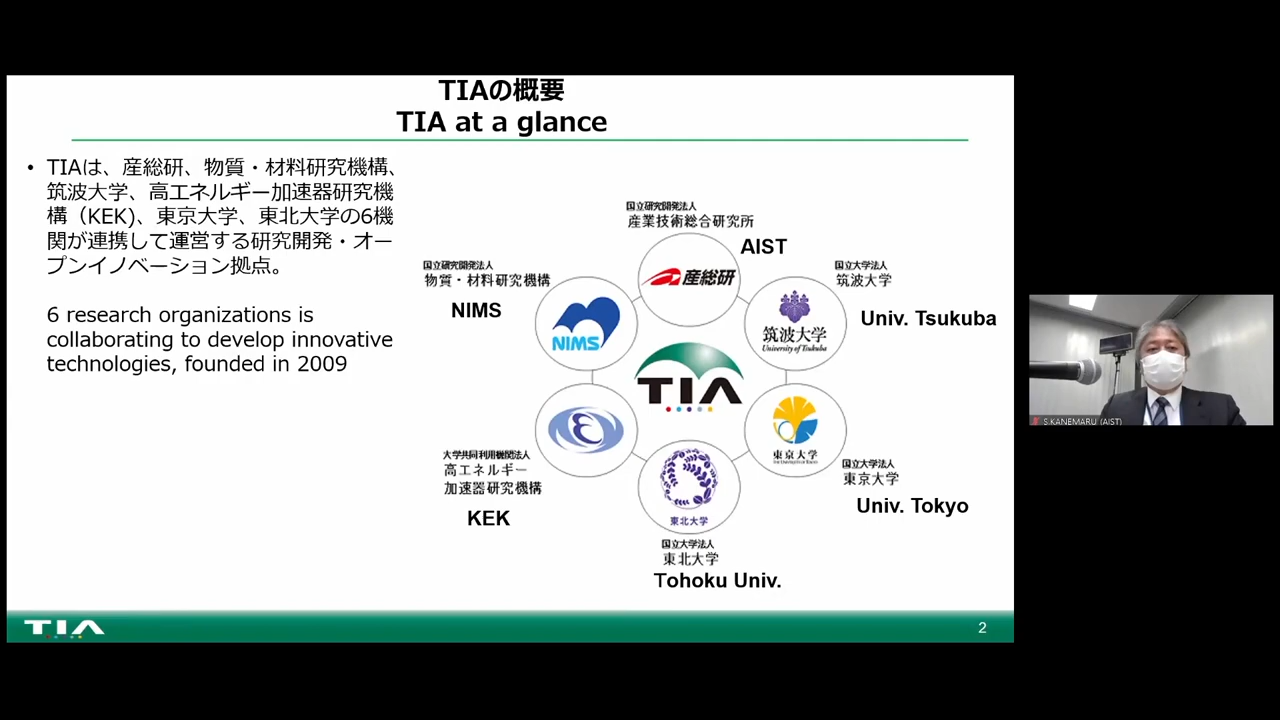 TIAの概要
TIA at a glance
• TIAは、産総研、物質・材料研究機構、
筑波大学、高エネルギー加速器研究機
構（KEK)、東京大学、東北大学の6機
関が連携して運営する研究開発・オー
プンイノベーション拠点。
6 research organizations is
collaborating to develop innovative
technologies, founded in 2009
国立研究開発法人
産業技術総合研究所
AIST
産総研
国立研究開発法人
物質・材料研究機構
NIMS
NIMS
国立大学法人
筑波大学
Univ. Tsukuba
筑波大学
University of Tsukuba
TIA
大学共同利用機関法人
高エネルギー
加速器研究機構
KEK
東京大学
国立大学法人
東京大学
Univ. Tokyo
東北大学
国立大学法人
東北大学
Tohoku Univ.
TIA
2
S.KANEMARU (AIST)